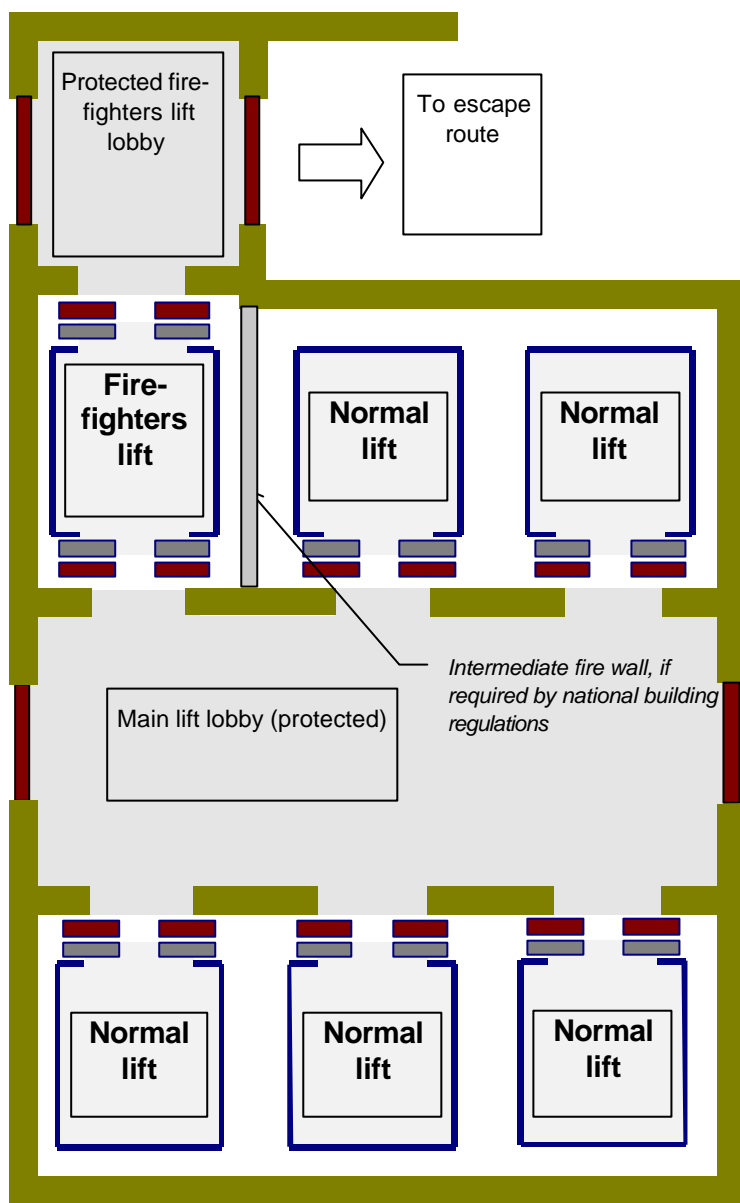 Protected fire-
fighters lift
lobby
To escape
route
Fire-
fighters
lift
Normal
lift
Normal
lift
Intermediate fire wall, if
required by national building
regulations
Main lift lobby (protected)
Normal
lift
Normal
lift
Normal
lift